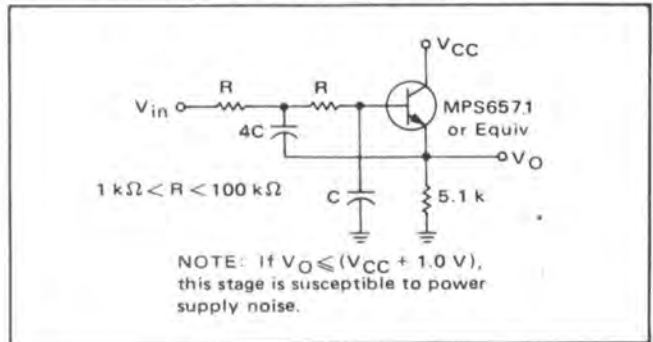 VCC
R R
Vin
MPS6571
or Equiv
4C
VO
1 kΩ < R < 100 kΩ
C
5.1 k
NOTE: If VO ⩽ (VCC + 1.0 V),
this stage is susceptible to power
supply noise.